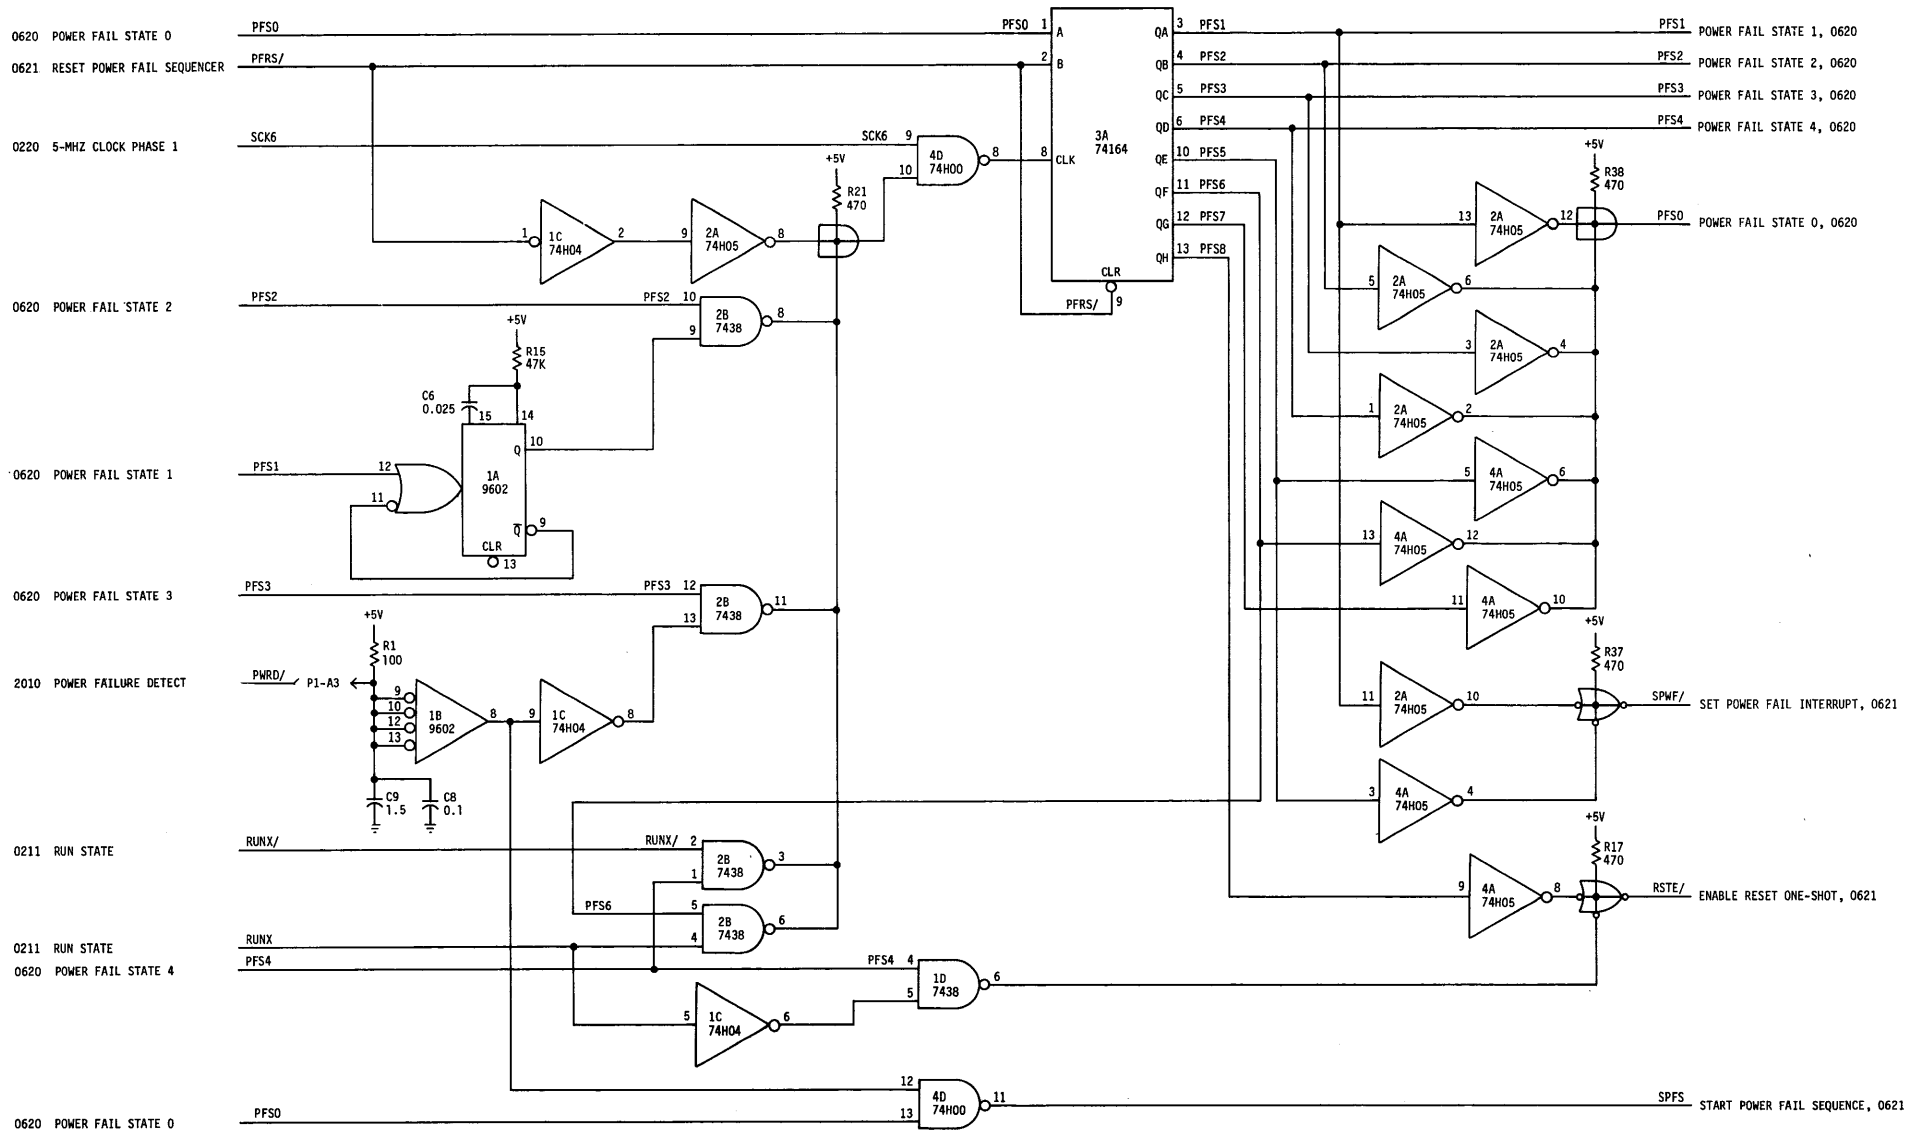 0620 POWER FAIL STATE 0 PFS0 PFS0 1
0621 RESET POWER FAIL SEQUENCER PFRS/ 2
0220 5-MHZ CLOCK PHASE 1 SCK6 SCK6 9
10
4D
74H00
8
+5V
R21
470
1
1C
74H04
2
9
2A
74H05
8
A
B
8 CLK
3A
74164
CLR
PFRS/ 9
QA 3 PFS1
QB 4 PFS2
QC 5 PFS3
QD 6 PFS4
QE 10 PFS5
QF 11 PFS6
QG 12 PFS7
QH 13 PFS8
PFS1 POWER FAIL STATE 1, 0620
PFS2 POWER FAIL STATE 2, 0620
PFS3 POWER FAIL STATE 3, 0620
PFS4 POWER FAIL STATE 4, 0620
+5V
R38
470
13
2A
74H05
12
PFS0 POWER FAIL STATE 0, 0620
5
2A
74H05
6
3
2A
74H05
4
1
2A
74H05
2
5
4A
74H05
6
13
4A
74H05
12
11
4A
74H05
10
+5V
R37
470
11
2A
74H05
10
SPWF/ SET POWER FAIL INTERRUPT, 0621
3
4A
74H05
4
+5V
R17
470
9
4A
74H05
8
RSTE/ ENABLE RESET ONE-SHOT, 0621
0620 POWER FAIL STATE 2 PFS2 PFS2 10
9
2B
7438
8
+5V
R15
47K
C6
0.025
15
14
Q 10
0620 POWER FAIL STATE 1 PFS1 12
11
1A
9602
Q 9
CLR
13
0620 POWER FAIL STATE 3 PFS3 PFS3 12
13
2B
7438
11
+5V
R1
100
2010 POWER FAILURE DETECT PWRD/ P1-A3
9
10
12
13
1B
9602
8
9
1C
74H04
8
C9
1.5
C8
0.1
0211 RUN STATE RUNX/ RUNX/ 2
1
2B
7438
3
PFS6 5
4
2B
7438
6
0211 RUN STATE RUNX
0620 POWER FAIL STATE 4 PFS4 PFS4 4
5
1D
7438
6
5
1C
74H04
6
12
13
4D
74H00
11
SPFS START POWER FAIL SEQUENCE, 0621
0620 POWER FAIL STATE 0 PFS0